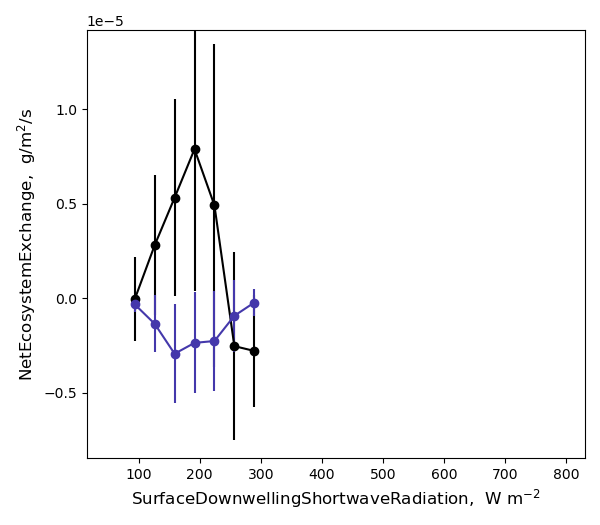 1e−5
1.0
0.5
0.0
−0.5
NetEcosystemExchange, g/m²/s
100 200 300 400 500 600 700 800
SurfaceDownwellingShortwaveRadiation, W m⁻²